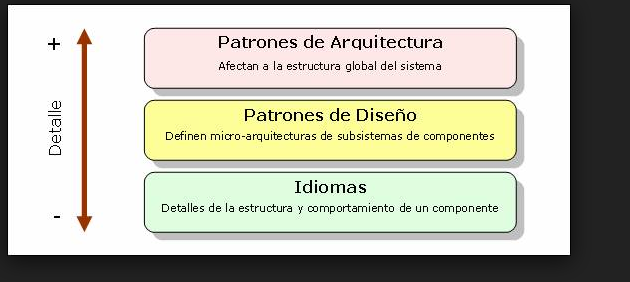 +
Detalle
-
Patrones de Arquitectura
Afectan a la estructura global del sistema
Patrones de Diseño
Definen micro-arquitecturas de subsistemas de componentes
Idiomas
Detalles de la estructura y comportamiento de un componente